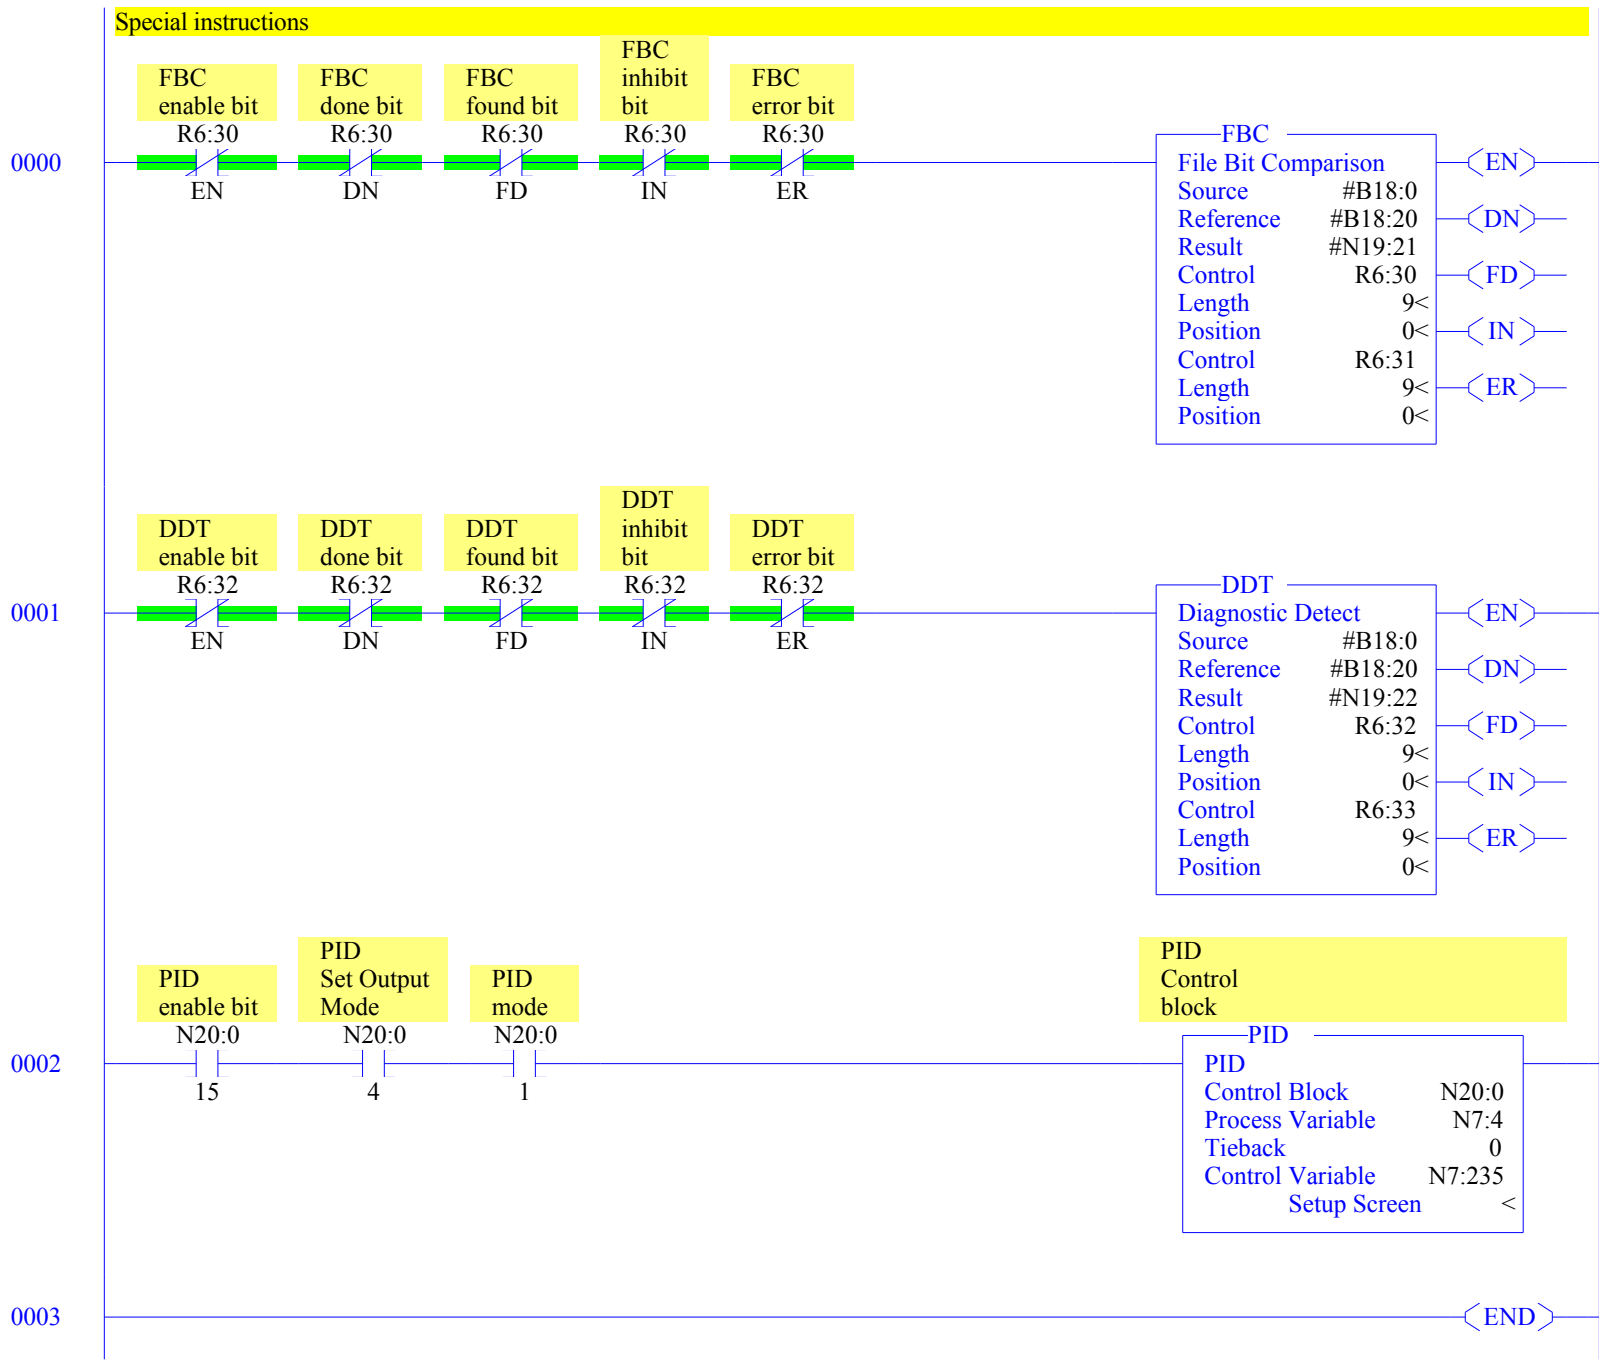 Special instructions
FBC enable bit
R6:30
EN
FBC done bit
R6:30
DN
FBC found bit
R6:30
FD
FBC inhibit bit
R6:30
IN
FBC error bit
R6:30
ER
0000
FBC
File Bit Comparison
Source #B18:0
Reference #B18:20
Result #N19:21
Control R6:30
Length 9<
Position 0<
Control R6:31
Length 9<
Position 0<
EN
DN
FD
IN
ER
DDT enable bit
R6:32
EN
DDT done bit
R6:32
DN
DDT found bit
R6:32
FD
DDT inhibit bit
R6:32
IN
DDT error bit
R6:32
ER
0001
DDT
Diagnostic Detect
Source #B18:0
Reference #B18:20
Result #N19:22
Control R6:32
Length 9<
Position 0<
Control R6:33
Length 9<
Position 0<
EN
DN
FD
IN
ER
PID enable bit
N20:0
15
PID Set Output Mode
N20:0
4
PID mode
N20:0
1
0002
PID Control block
PID
PID
Control Block N20:0
Process Variable N7:4
Tieback 0
Control Variable N7:235
Setup Screen <
0003
END